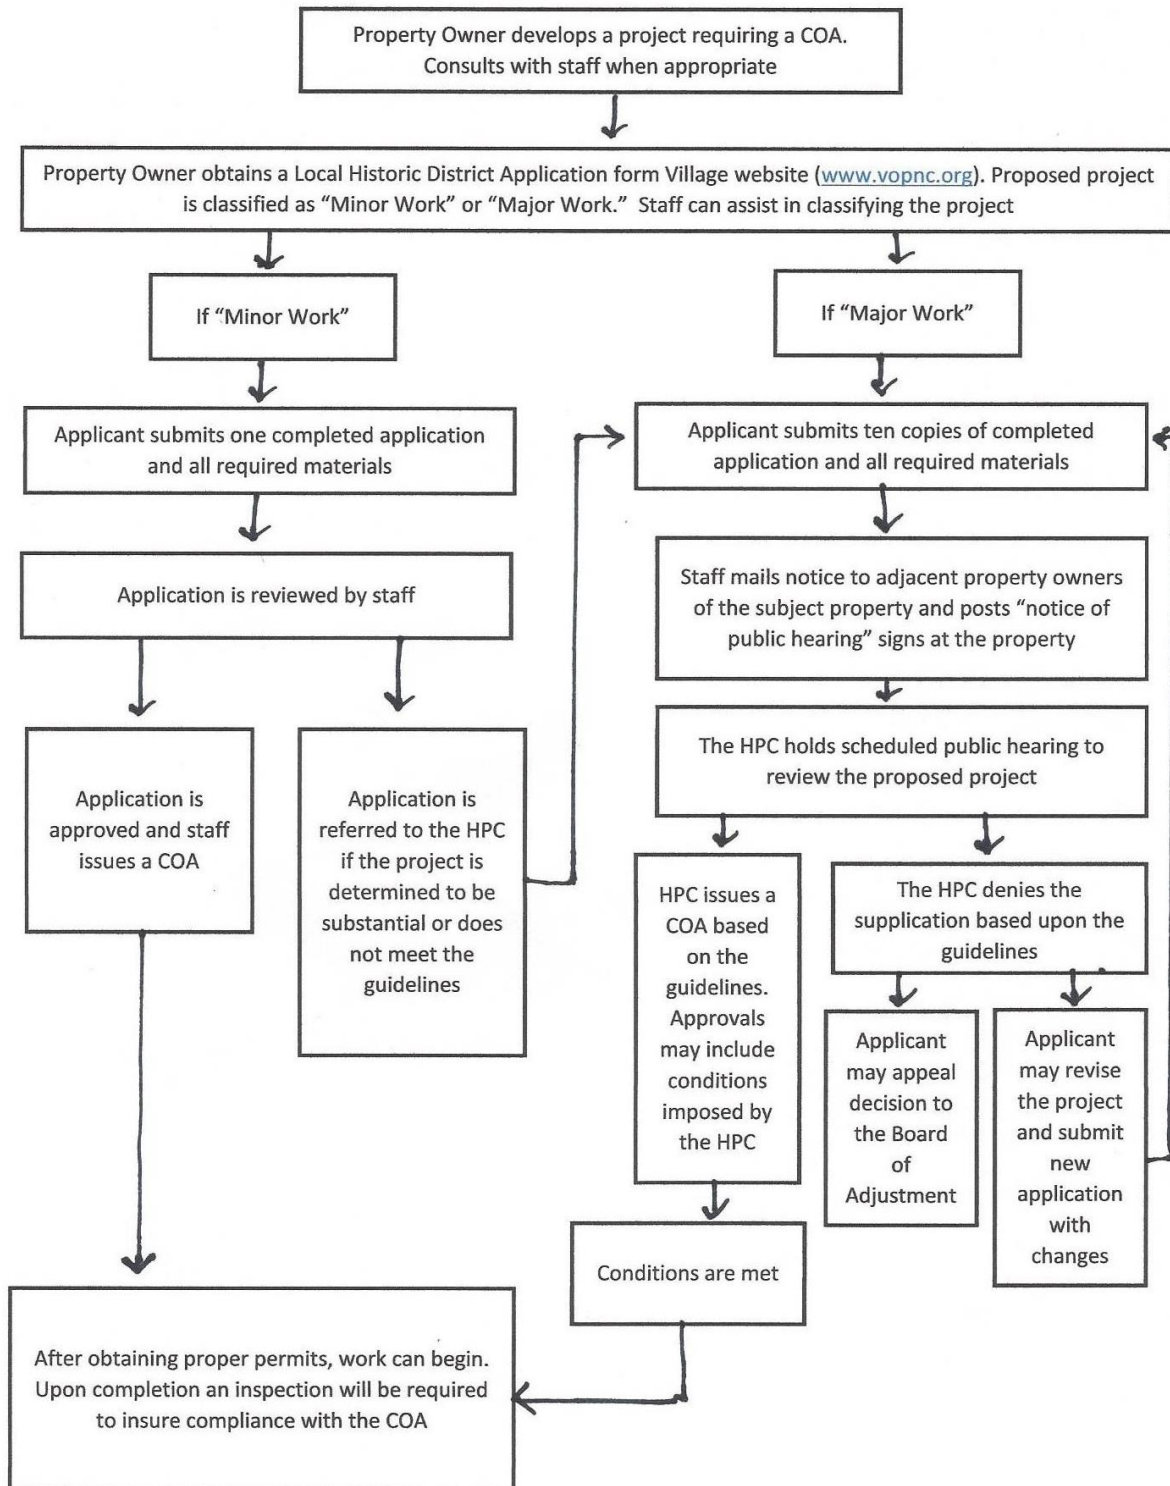 Property Owner develops a project requiring a COA.
Consults with staff when appropriate
Property Owner obtains a Local Historic District Application form Village website (www.vopnc.org). Proposed project
is classified as “Minor Work” or “Major Work.” Staff can assist in classifying the project
If “Minor Work”
If “Major Work”
Applicant submits one completed application
and all required materials
Applicant submits ten copies of completed
application and all required materials
Application is reviewed by staff
Staff mails notice to adjacent property owners
of the subject property and posts “notice of
public hearing” signs at the property
The HPC holds scheduled public hearing to
review the proposed project
Application is
approved and staff
issues a COA
Application is
referred to the HPC
if the project is
determined to be
substantial or does
not meet the
guidelines
HPC issues a
COA based
on the
guidelines.
Approvals
may include
conditions
imposed by
the HPC
The HPC denies the
supplication based upon the
guidelines
Applicant
may appeal
decision to
the Board
of
Adjustment
Applicant
may revise
the project
and submit
new
application
with
changes
Conditions are met
After obtaining proper permits, work can begin.
Upon completion an inspection will be required
to insure compliance with the COA